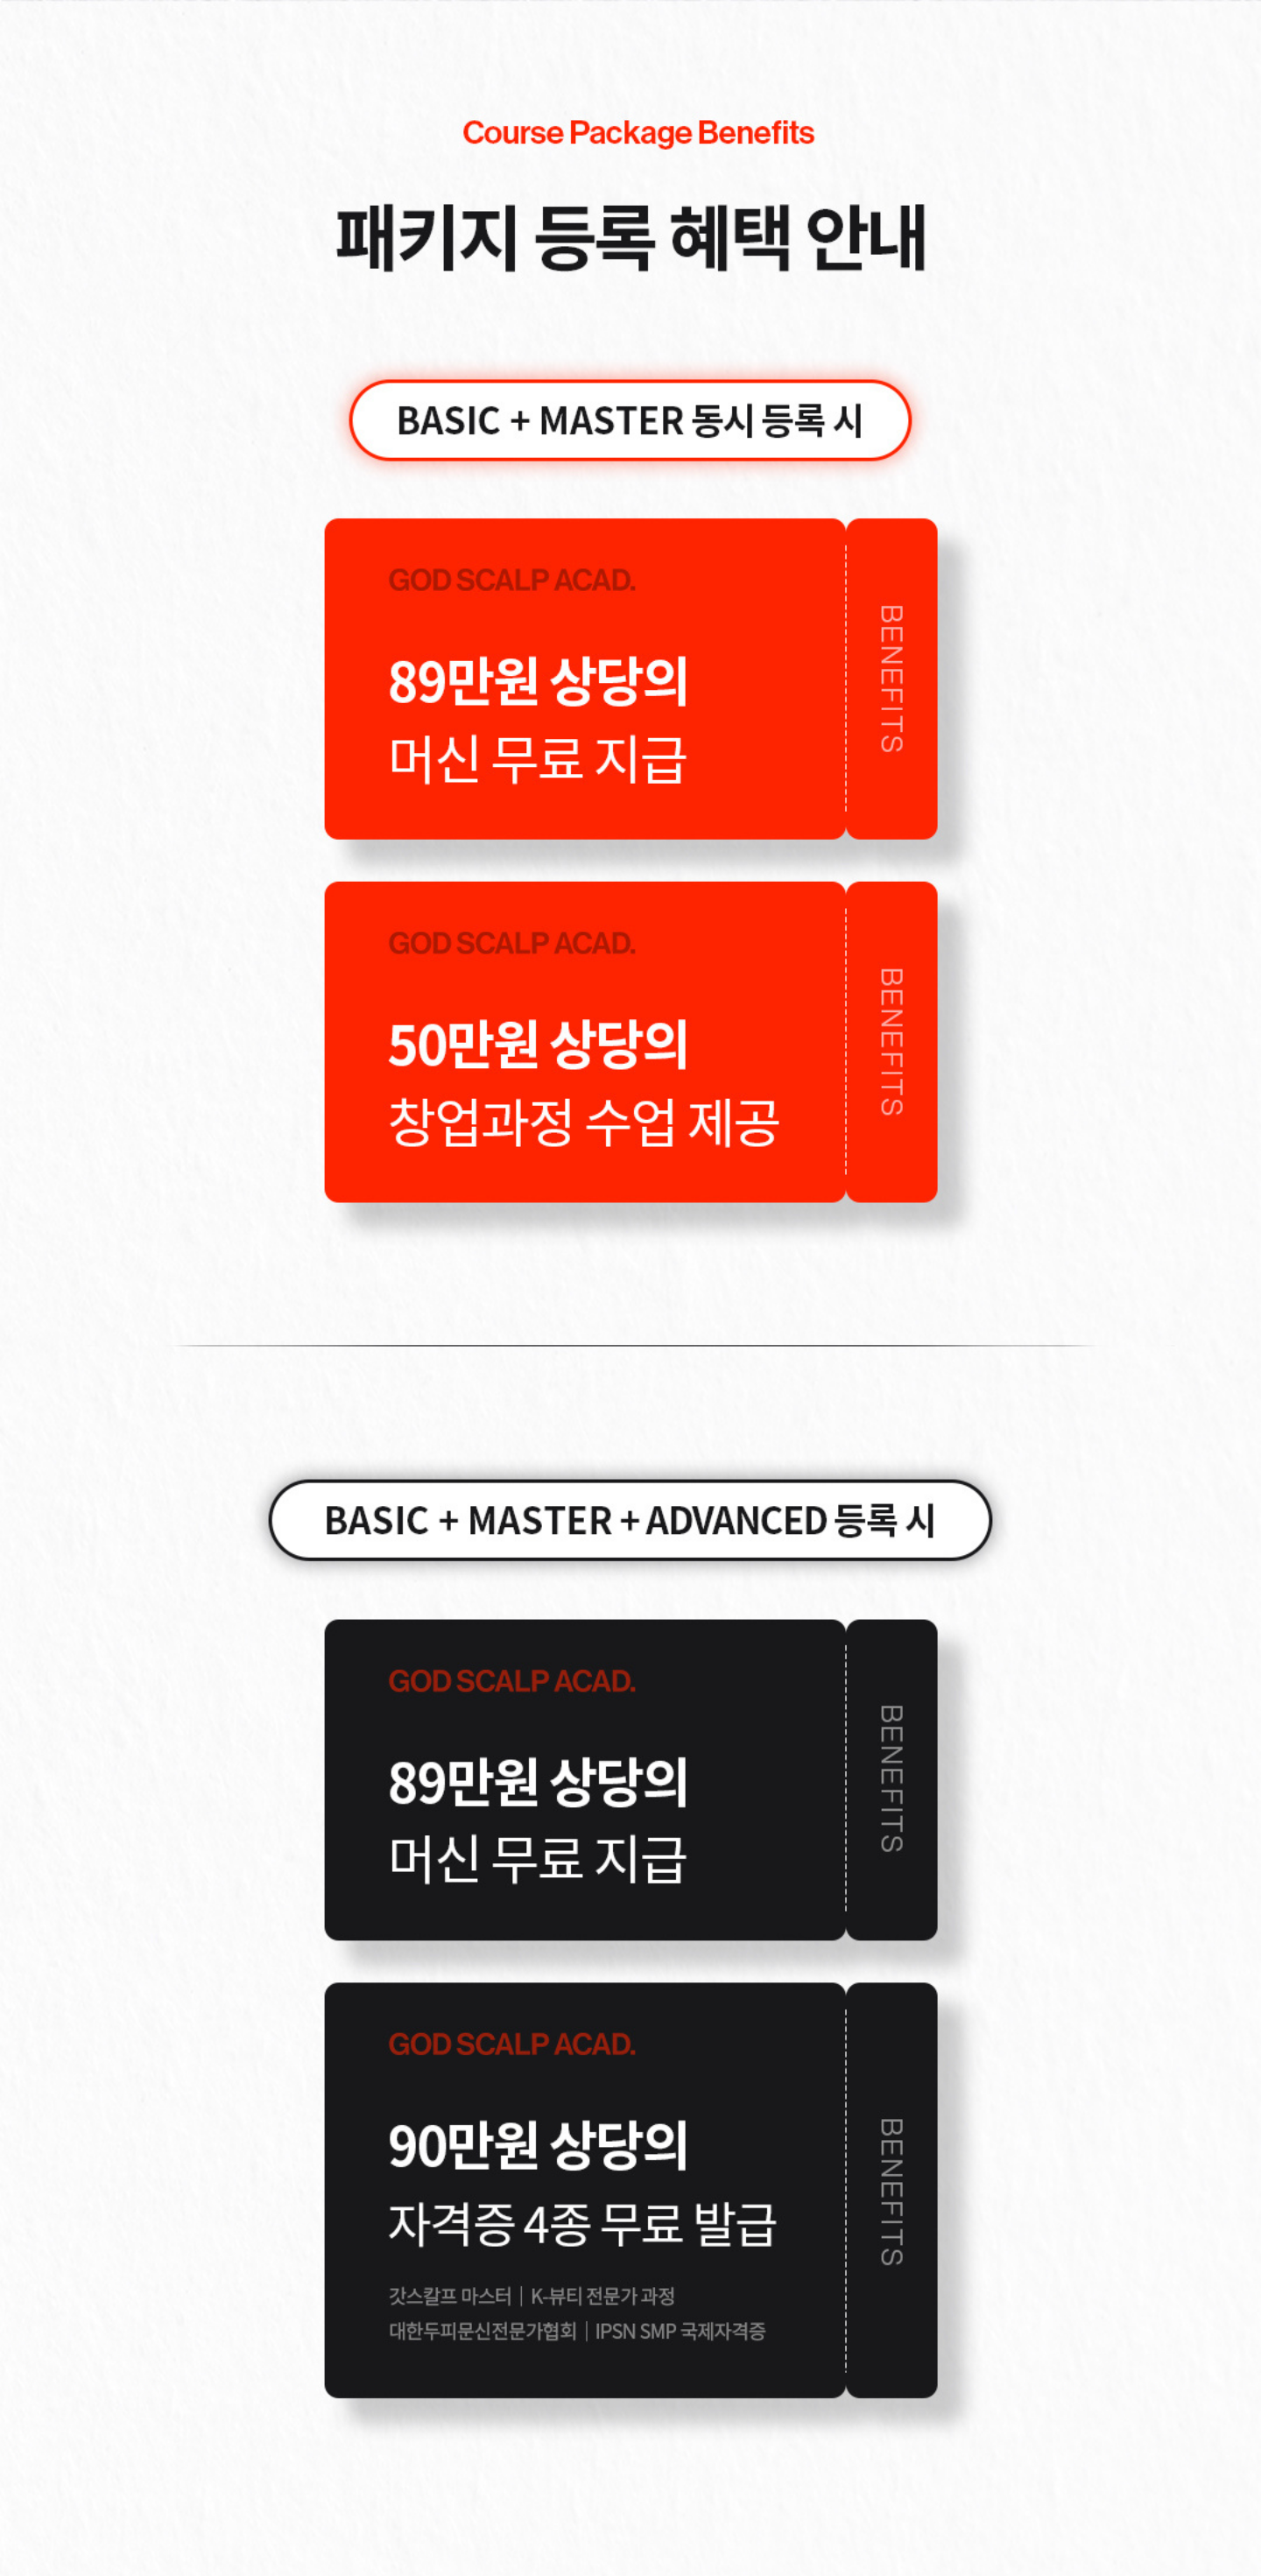 Course Package Benefits
패키지 등록 혜택 안내
BASIC + MASTER 동시 등록 시
GOD SCALP ACAD.
89만원 상당의
머신 무료 지급
BENEFITS
GOD SCALP ACAD.
50만원 상당의
창업과정 수업 제공
BENEFITS
BASIC + MASTER + ADVANCED 등록 시
GOD SCALP ACAD.
89만원 상당의
머신 무료 지급
BENEFITS
GOD SCALP ACAD.
90만원 상당의
자격증 4종 무료 발급
갓스칼프 마스터 | K-뷰티 전문가 과정
대한두피문신전문가협회 | IPSN SMP 국제자격증
BENEFITS